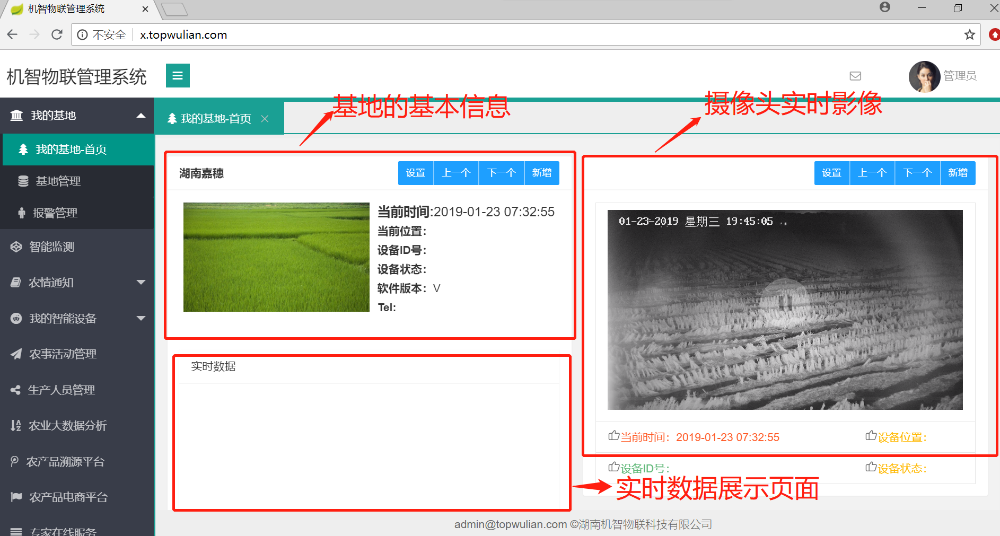 机智物联管理系统
不安全 x.topwulian.com
机智物联管理系统
管理员
基地的基本信息
摄像头实时影像
我的基地
我的基地-首页
基地管理
报警管理
智能监测
农情通知
我的智能设备
农事活动管理
生产人员管理
农业大数据分析
农产品溯源平台
农产品电商平台
专家在线服务
我的基地-首页
湖南嘉穗
设置 上一个 下一个 新增
当前时间:2019-01-23 07:32:55
当前位置：
设备ID号：
设备状态：
软件版本：V
Tel:
实时数据
设置 上一个 下一个 新增
01-23-2019 星期三 19:45:05
当前时间：2019-01-23 07:32:55
设备位置：
设备ID号：
设备状态：
实时数据展示页面
admin@topwulian.com ©湖南机智物联科技有限公司